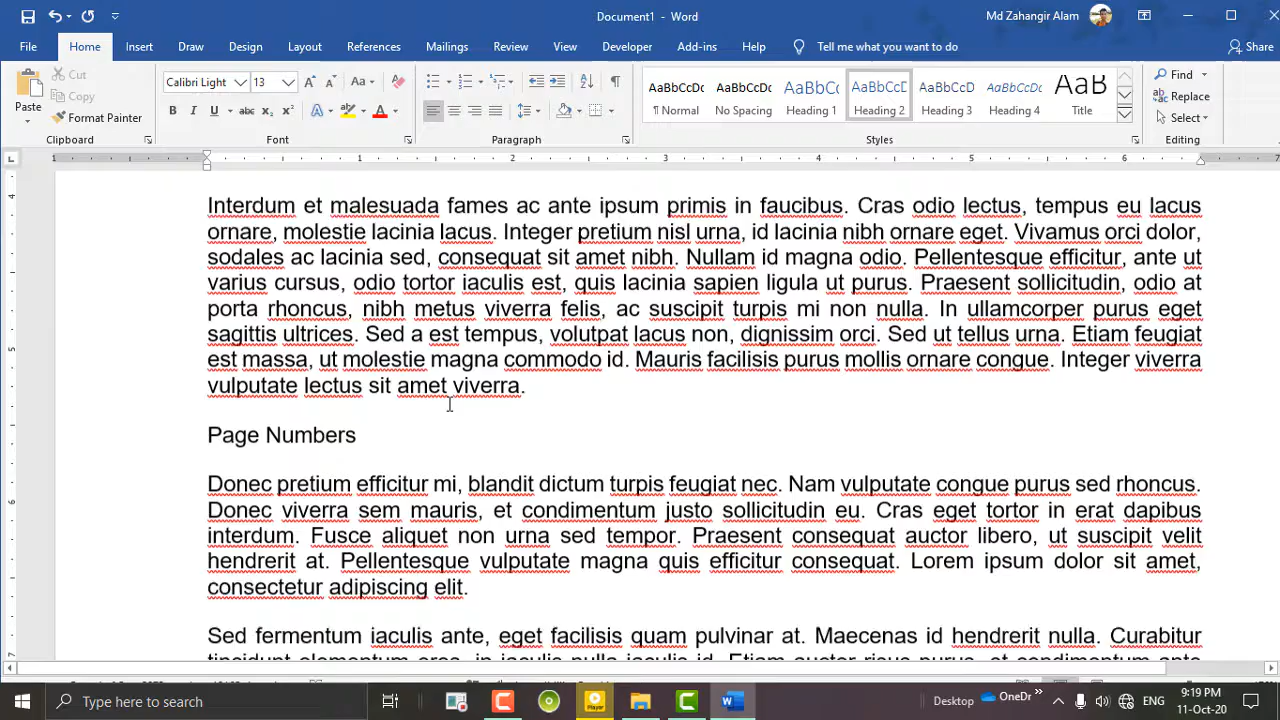 Document1 - Word
Md Zahangir Alam
File Home Insert Draw Design Layout References Mailings Review View Developer Add-ins Help Tell me what you want to do Share
Paste
Cut
Copy
Format Painter
Clipboard
Calibri Light 13
Font
Paragraph
AaBbCcDc ¶ Normal
AaBbCcDc No Spacing
AaBbC Heading 1
AaBbCcD Heading 2
AaBbCcD Heading 3
AaBbCcDc Heading 4
AaB Title
Styles
Find
Replace
Select
Editing
1 1 2 3 4 5 6 7
Interdum et malesuada fames ac ante ipsum primis in faucibus. Cras odio lectus, tempus eu lacus
ornare, molestie lacinia lacus. Integer pretium nisl urna, id lacinia nibh ornare eget. Vivamus orci dolor,
sodales ac lacinia sed, consequat sit amet nibh. Nullam id magna odio. Pellentesque efficitur, ante ut
varius cursus, odio tortor iaculis est, quis lacinia sapien ligula ut purus. Praesent sollicitudin, odio at
porta rhoncus, nibh metus viverra felis, ac suscipit turpis mi non nulla. In ullamcorper purus eget
sagittis ultrices. Sed a est tempus, volutpat lacus non, dignissim orci. Sed ut tellus urna. Etiam feugiat
est massa, ut molestie magna commodo id. Mauris facilisis purus mollis ornare congue. Integer viverra
vulputate lectus sit amet viverra.
Page Numbers
Donec pretium efficitur mi, blandit dictum turpis feugiat nec. Nam vulputate congue purus sed rhoncus.
Donec viverra sem mauris, et condimentum justo sollicitudin eu. Cras eget tortor in erat dapibus
interdum. Fusce aliquet non urna sed tempor. Praesent consequat auctor libero, ut suscipit velit
hendrerit at. Pellentesque vulputate magna quis efficitur consequat. Lorem ipsum dolor sit amet,
consectetur adipiscing elit.
Sed fermentum iaculis ante, eget facilisis quam pulvinar at. Maecenas id hendrerit nulla. Curabitur
Type here to search
Desktop
OneDr
ENG
9:19 PM
11-Oct-20